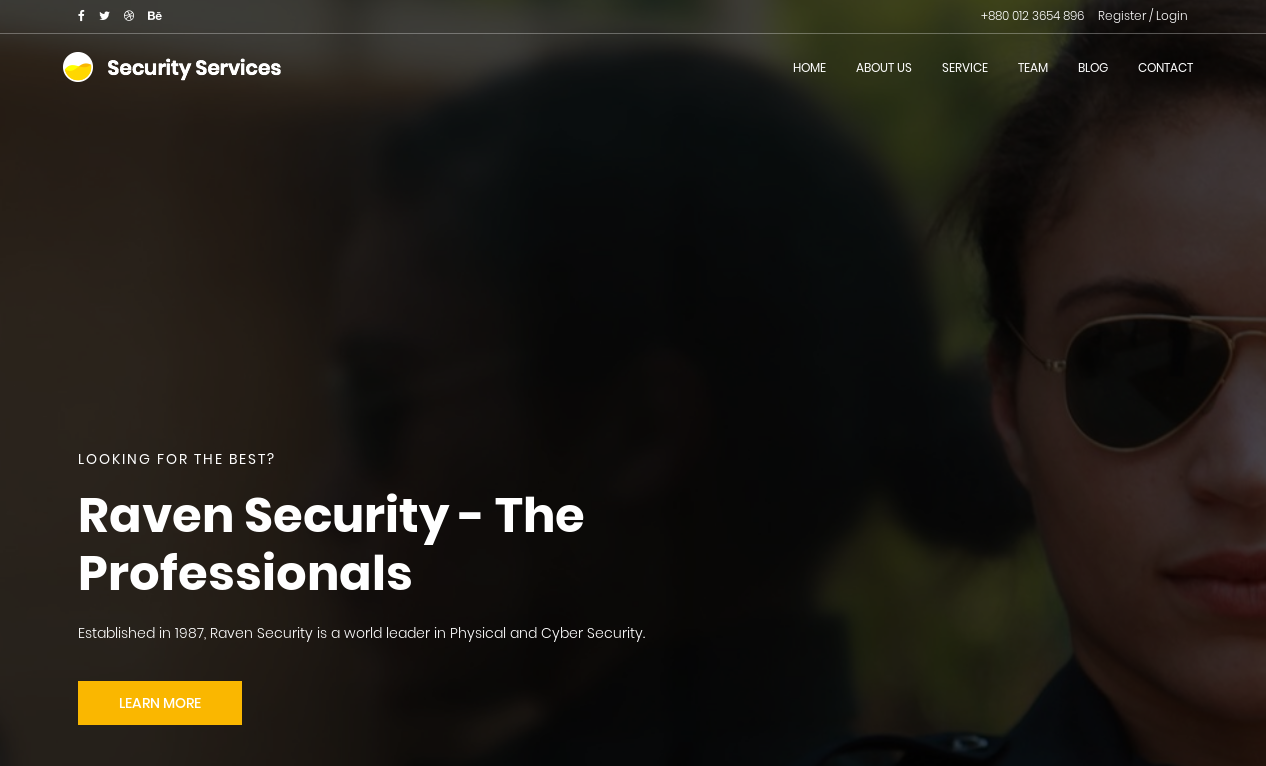 Bē
+880 012 3654 896 Register / Login
Security Services
HOME ABOUT US SERVICE TEAM BLOG CONTACT
LOOKING FOR THE BEST?
Raven Security - The
Professionals
Established in 1987, Raven Security is a world leader in Physical and Cyber Security.
LEARN MORE